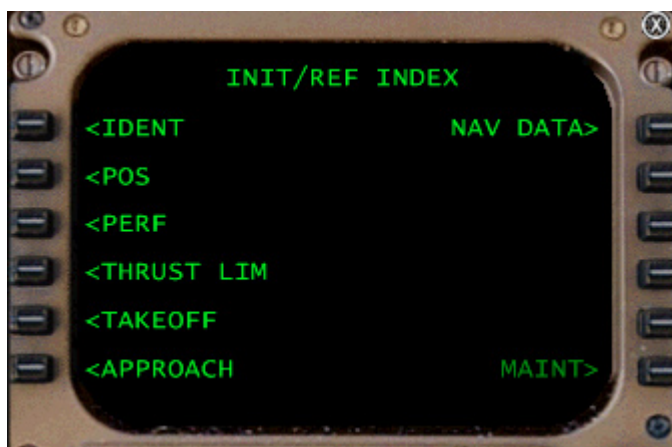 INIT/REF INDEX
<IDENT NAV DATA>
<POS
<PERF
<THRUST LIM
<TAKEOFF
<APPROACH MAINT>
X